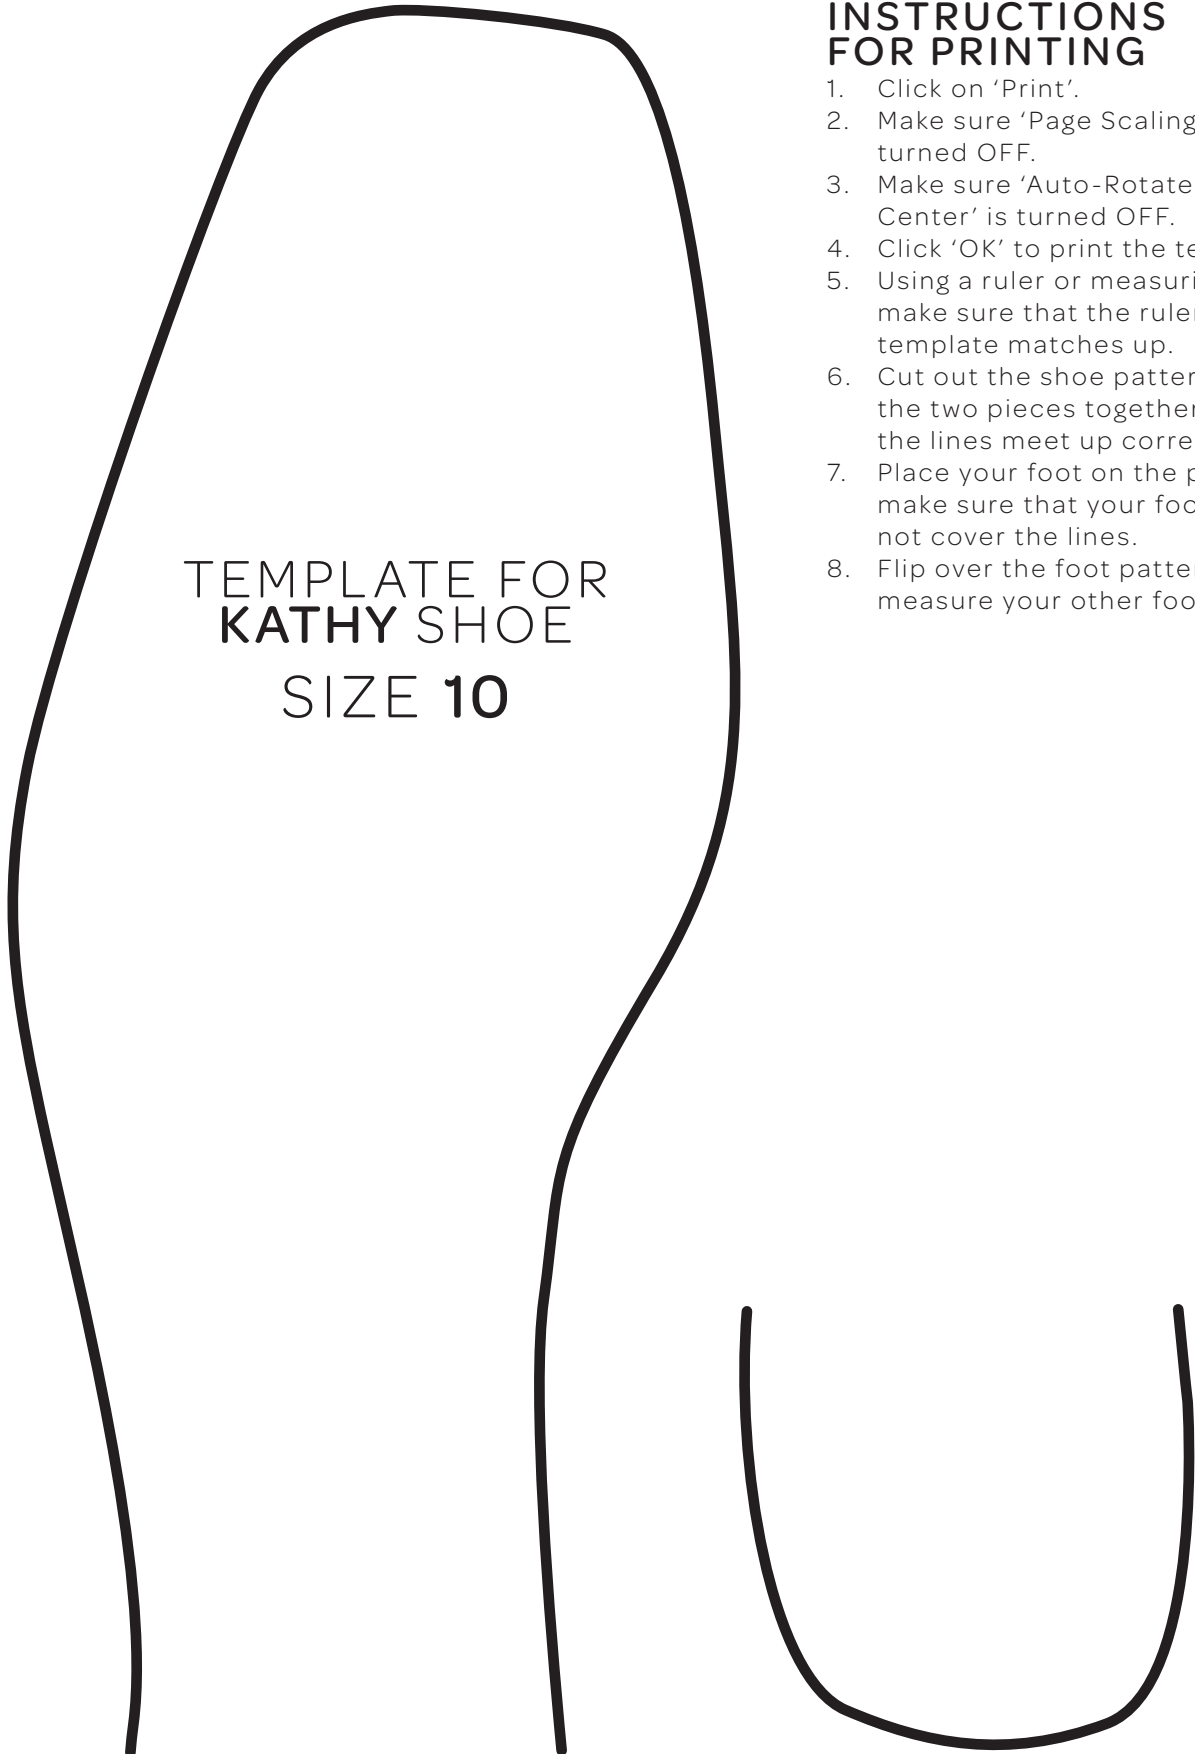 INSTRUCTIONS
FOR PRINTING
1. Click on ‘Print’.
2. Make sure ‘Page Scaling
turned OFF.
3. Make sure ‘Auto-Rotate
Center’ is turned OFF.
4. Click ‘OK’ to print the te
5. Using a ruler or measuri
make sure that the ruler
template matches up.
6. Cut out the shoe patter
the two pieces together
the lines meet up corre
7. Place your foot on the p
make sure that your foo
not cover the lines.
8. Flip over the foot patter
measure your other foo
TEMPLATE FOR
KATHY SHOE
SIZE 10